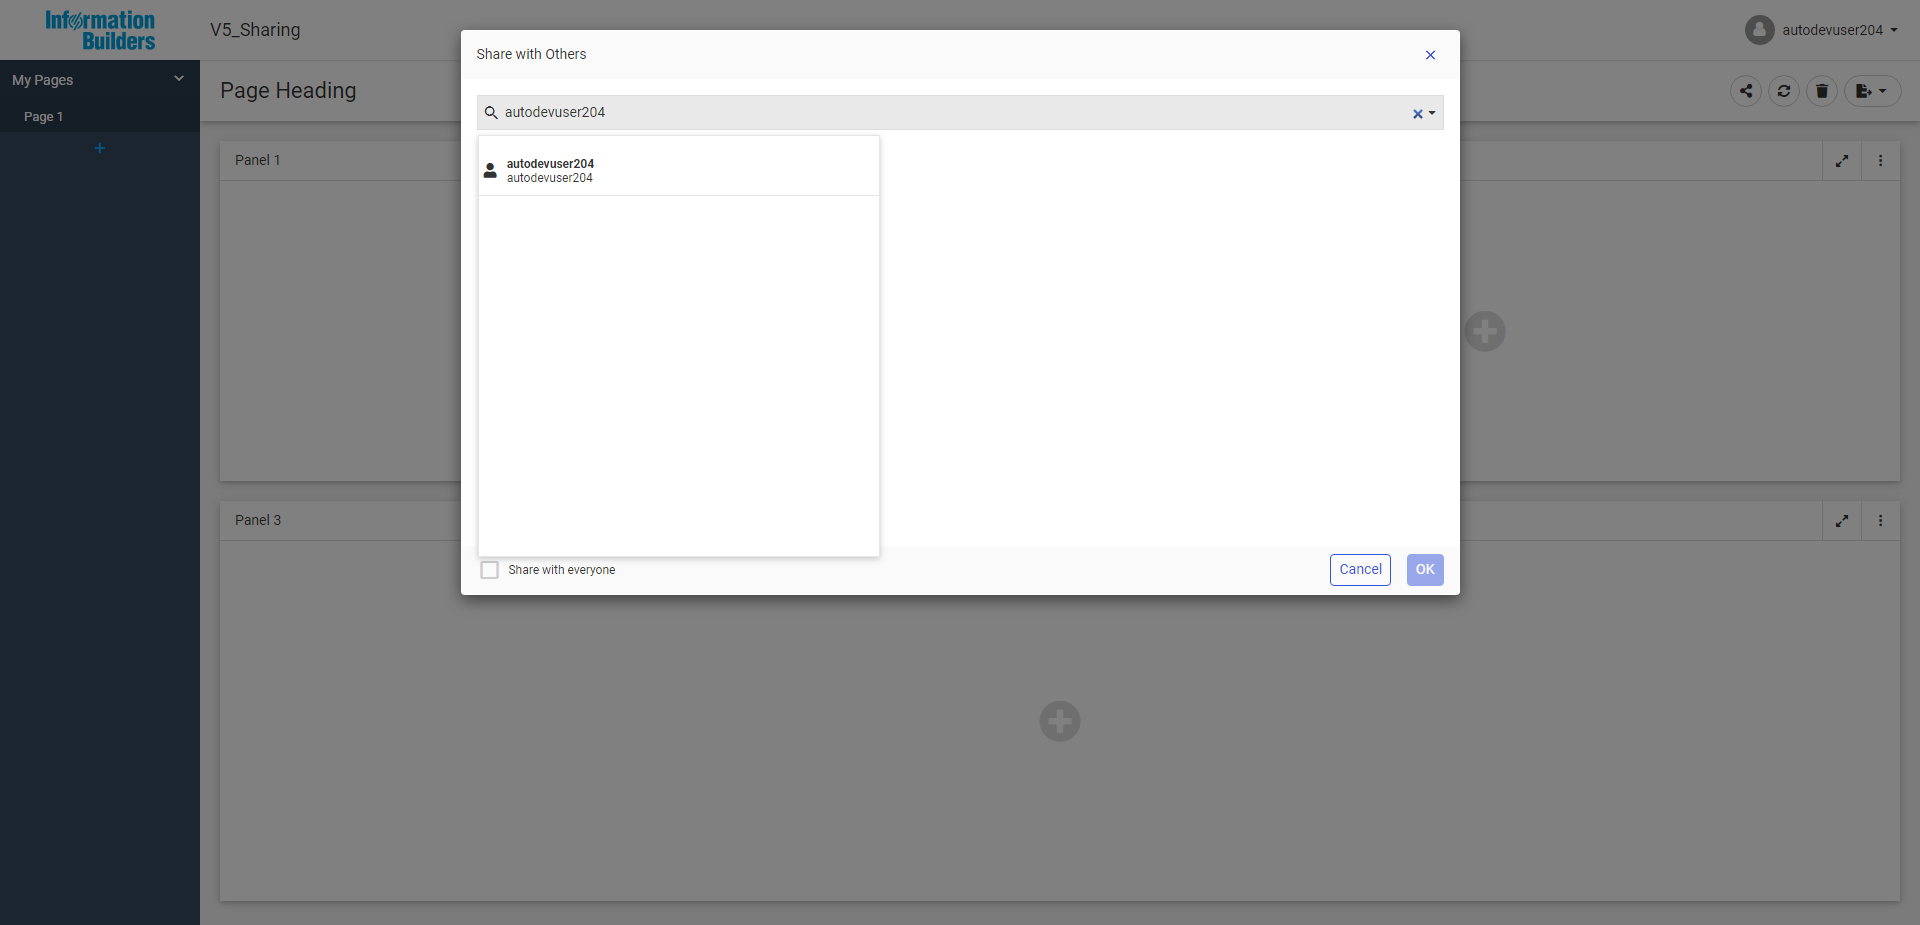 Information
Builders
V5_Sharing
autodevuser204
My Pages
Page 1
Page Heading
Panel 1
Panel 3
Share with Others
autodevuser204
autodevuser204
autodevuser204
Share with everyone
Cancel
OK